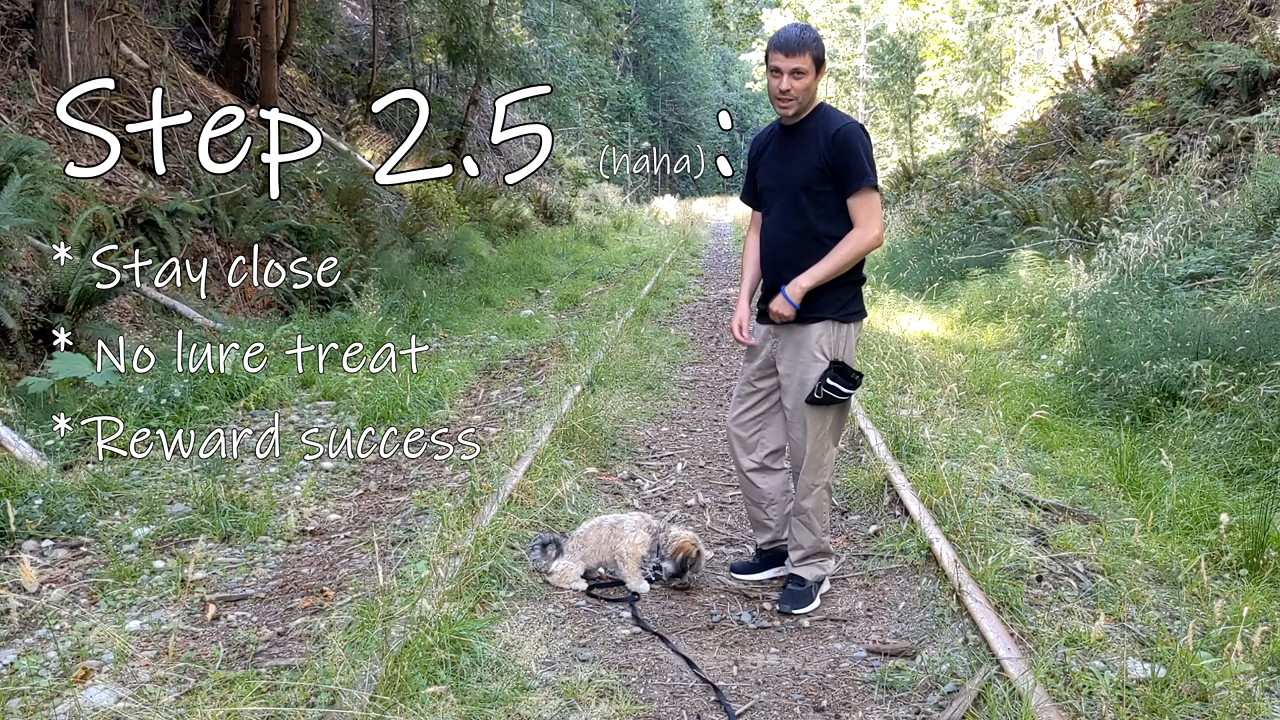 Step 2.5 (haha):
* Stay close
* No lure treat
*Reward success